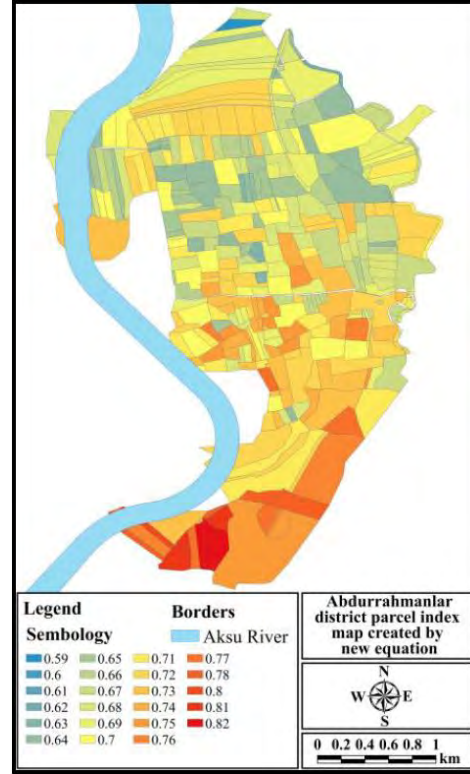 Legend
Sembology
0.59
0.6
0.61
0.62
0.63
0.64
0.65
0.66
0.67
0.68
0.69
0.7
0.71
0.72
0.73
0.74
0.75
0.76
0.77
0.78
0.8
0.81
0.82
Borders
Aksu River
Abdurrahmanlar
district parcel index
map created by
new equation
N
W E
S
0 0.2 0.4 0.6 0.8 1
km